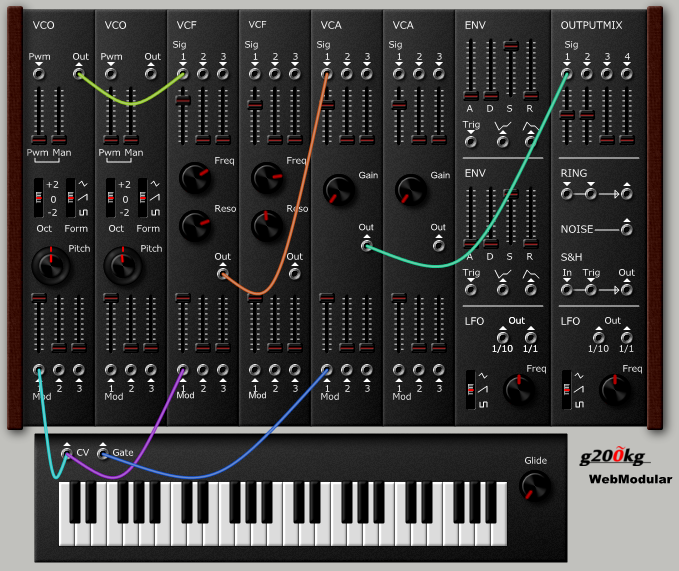 VCO VCO VCF VCF VCA VCA ENV OUTPUTMIX
Sig Sig Sig Sig Sig
Pwm Out Pwm Out 1 2 3 1 2 3 1 2 3 1 2 3 1 2 3 4
A D S R
Pwm Man Pwm Man
Trig
Freq Freq
RING
ENV
Gain Gain
+2 +2
0 0
-2 -2
Reso Reso
Oct Form Oct Form
Out Out
NOISE
Pitch Pitch
Out Out
A D S R
S&H
In Trig Out
Trig
LFO Out
LFO Out
1/10 1/1 1/10 1/1
Freq Freq
1 2 3 1 2 3 1 2 3 1 2 3 1 2 3 1 2 3
Mod Mod Mod Mod Mod Mod
CV Gate
Glide
g200kg
WebModular